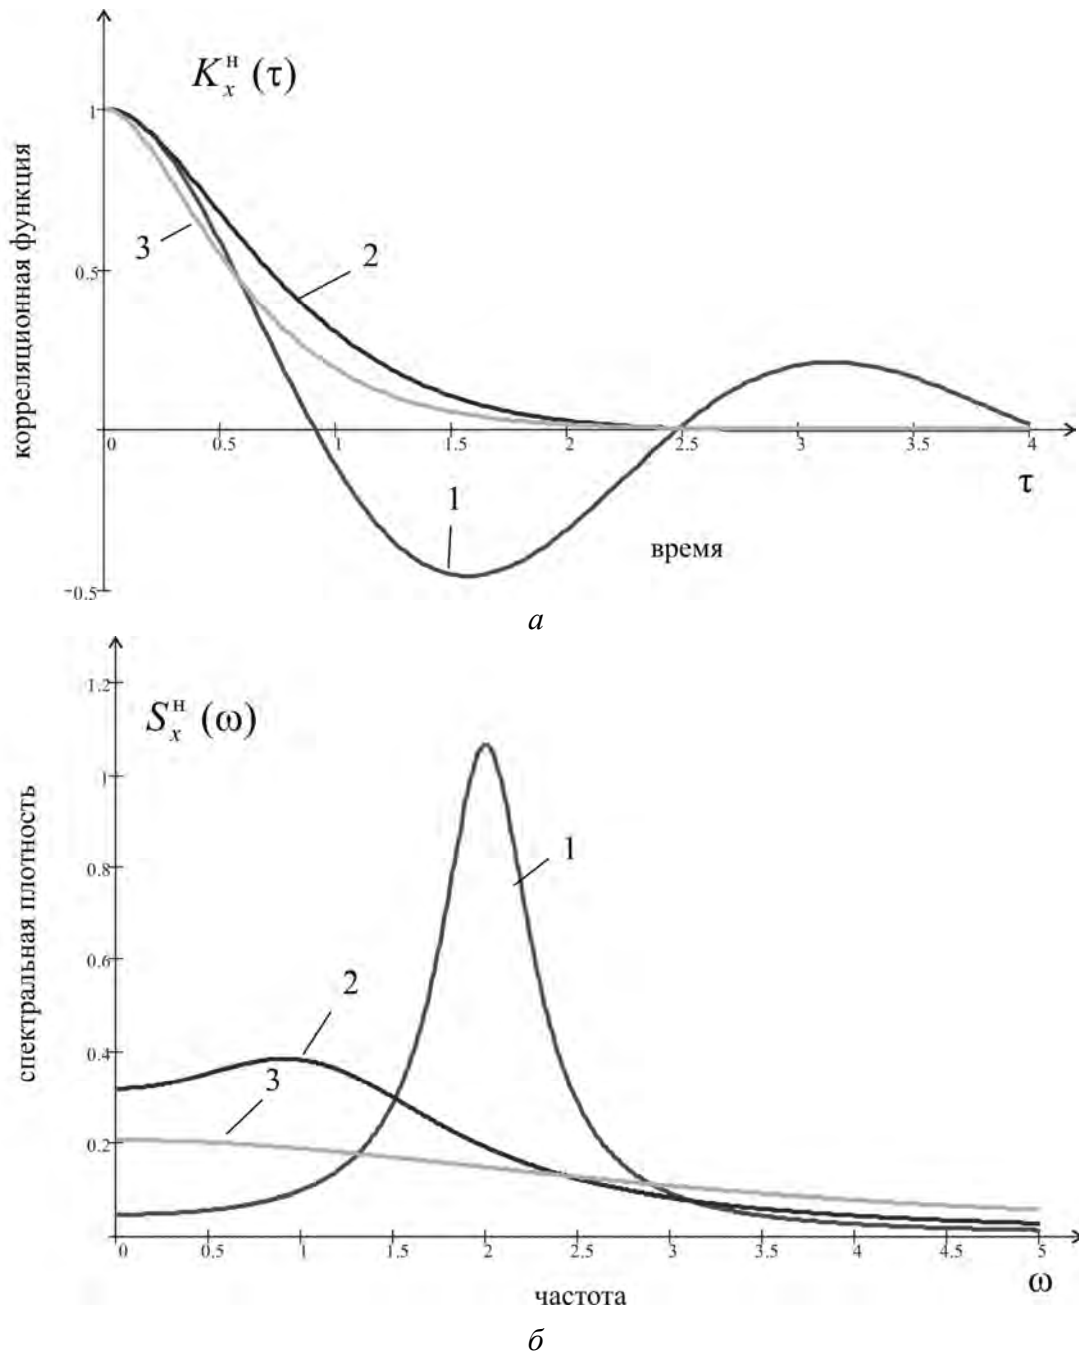 K_x^н (τ)
1
корреляционная функция
3
2
0.5
0 0.5 1 1.5 2 2.5 3 3.5 4
τ
1
время
-0.5
а
1.2
S_x^н (ω)
1
спектральная плотность
1
0.8
0.6
2
0.4
3
0.2
0 0.5 1 1.5 2 2.5 3 3.5 4 4.5 5
ω
частота
б